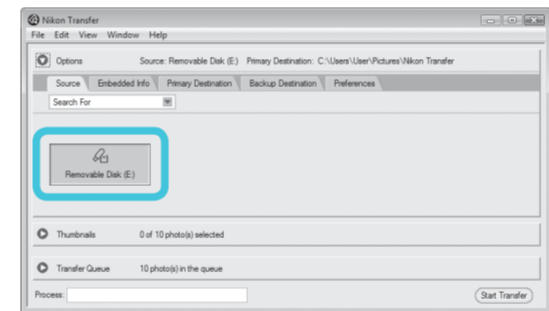 Nikon Transfer
File Edit View Window Help
Options Source: Removable Disk (E:) Primary Destination: C:\Users\User\Pictures\Nikon Transfer
Source Embedded Info Primary Destination Backup Destination Preferences
Search For
Removable Disk (E:)
Thumbnails 0 of 10 photo(s) selected
Transfer Queue 10 photo(s) in the queue
Process: Start Transfer